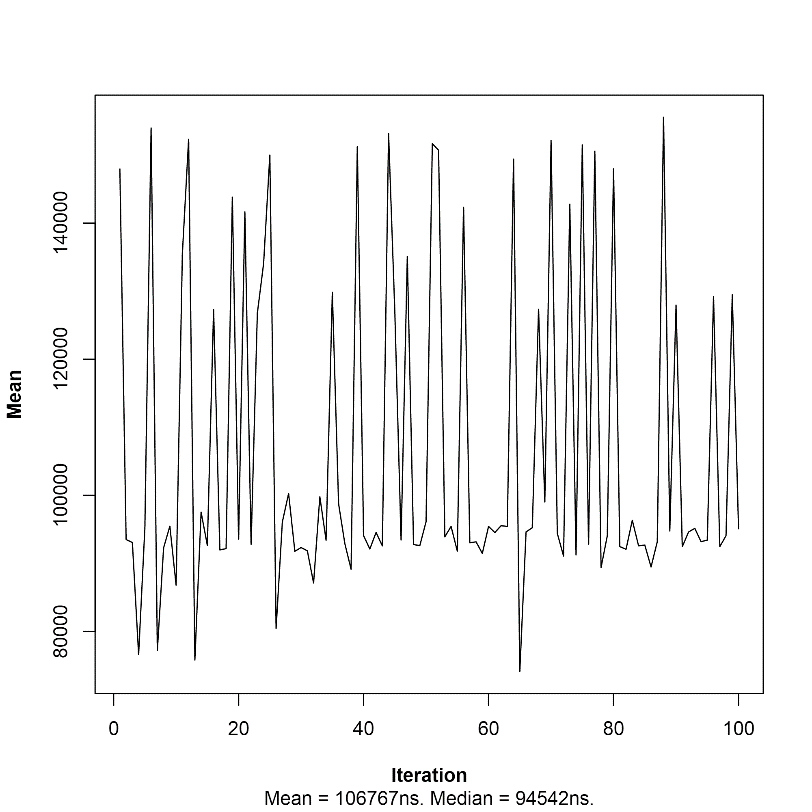 Mean
140000
120000
100000
80000
0 20 40 60 80 100
Iteration
Mean = 106767ns. Median = 94542ns.